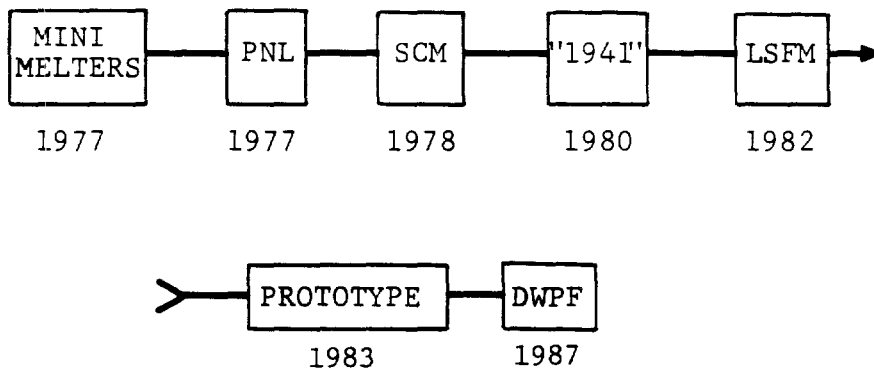 MINI
MELTERS
PNL
SCM
"1941"
LSFM
1977
1977
1978
1980
1982
PROTOTYPE
DWPF
1983
1987